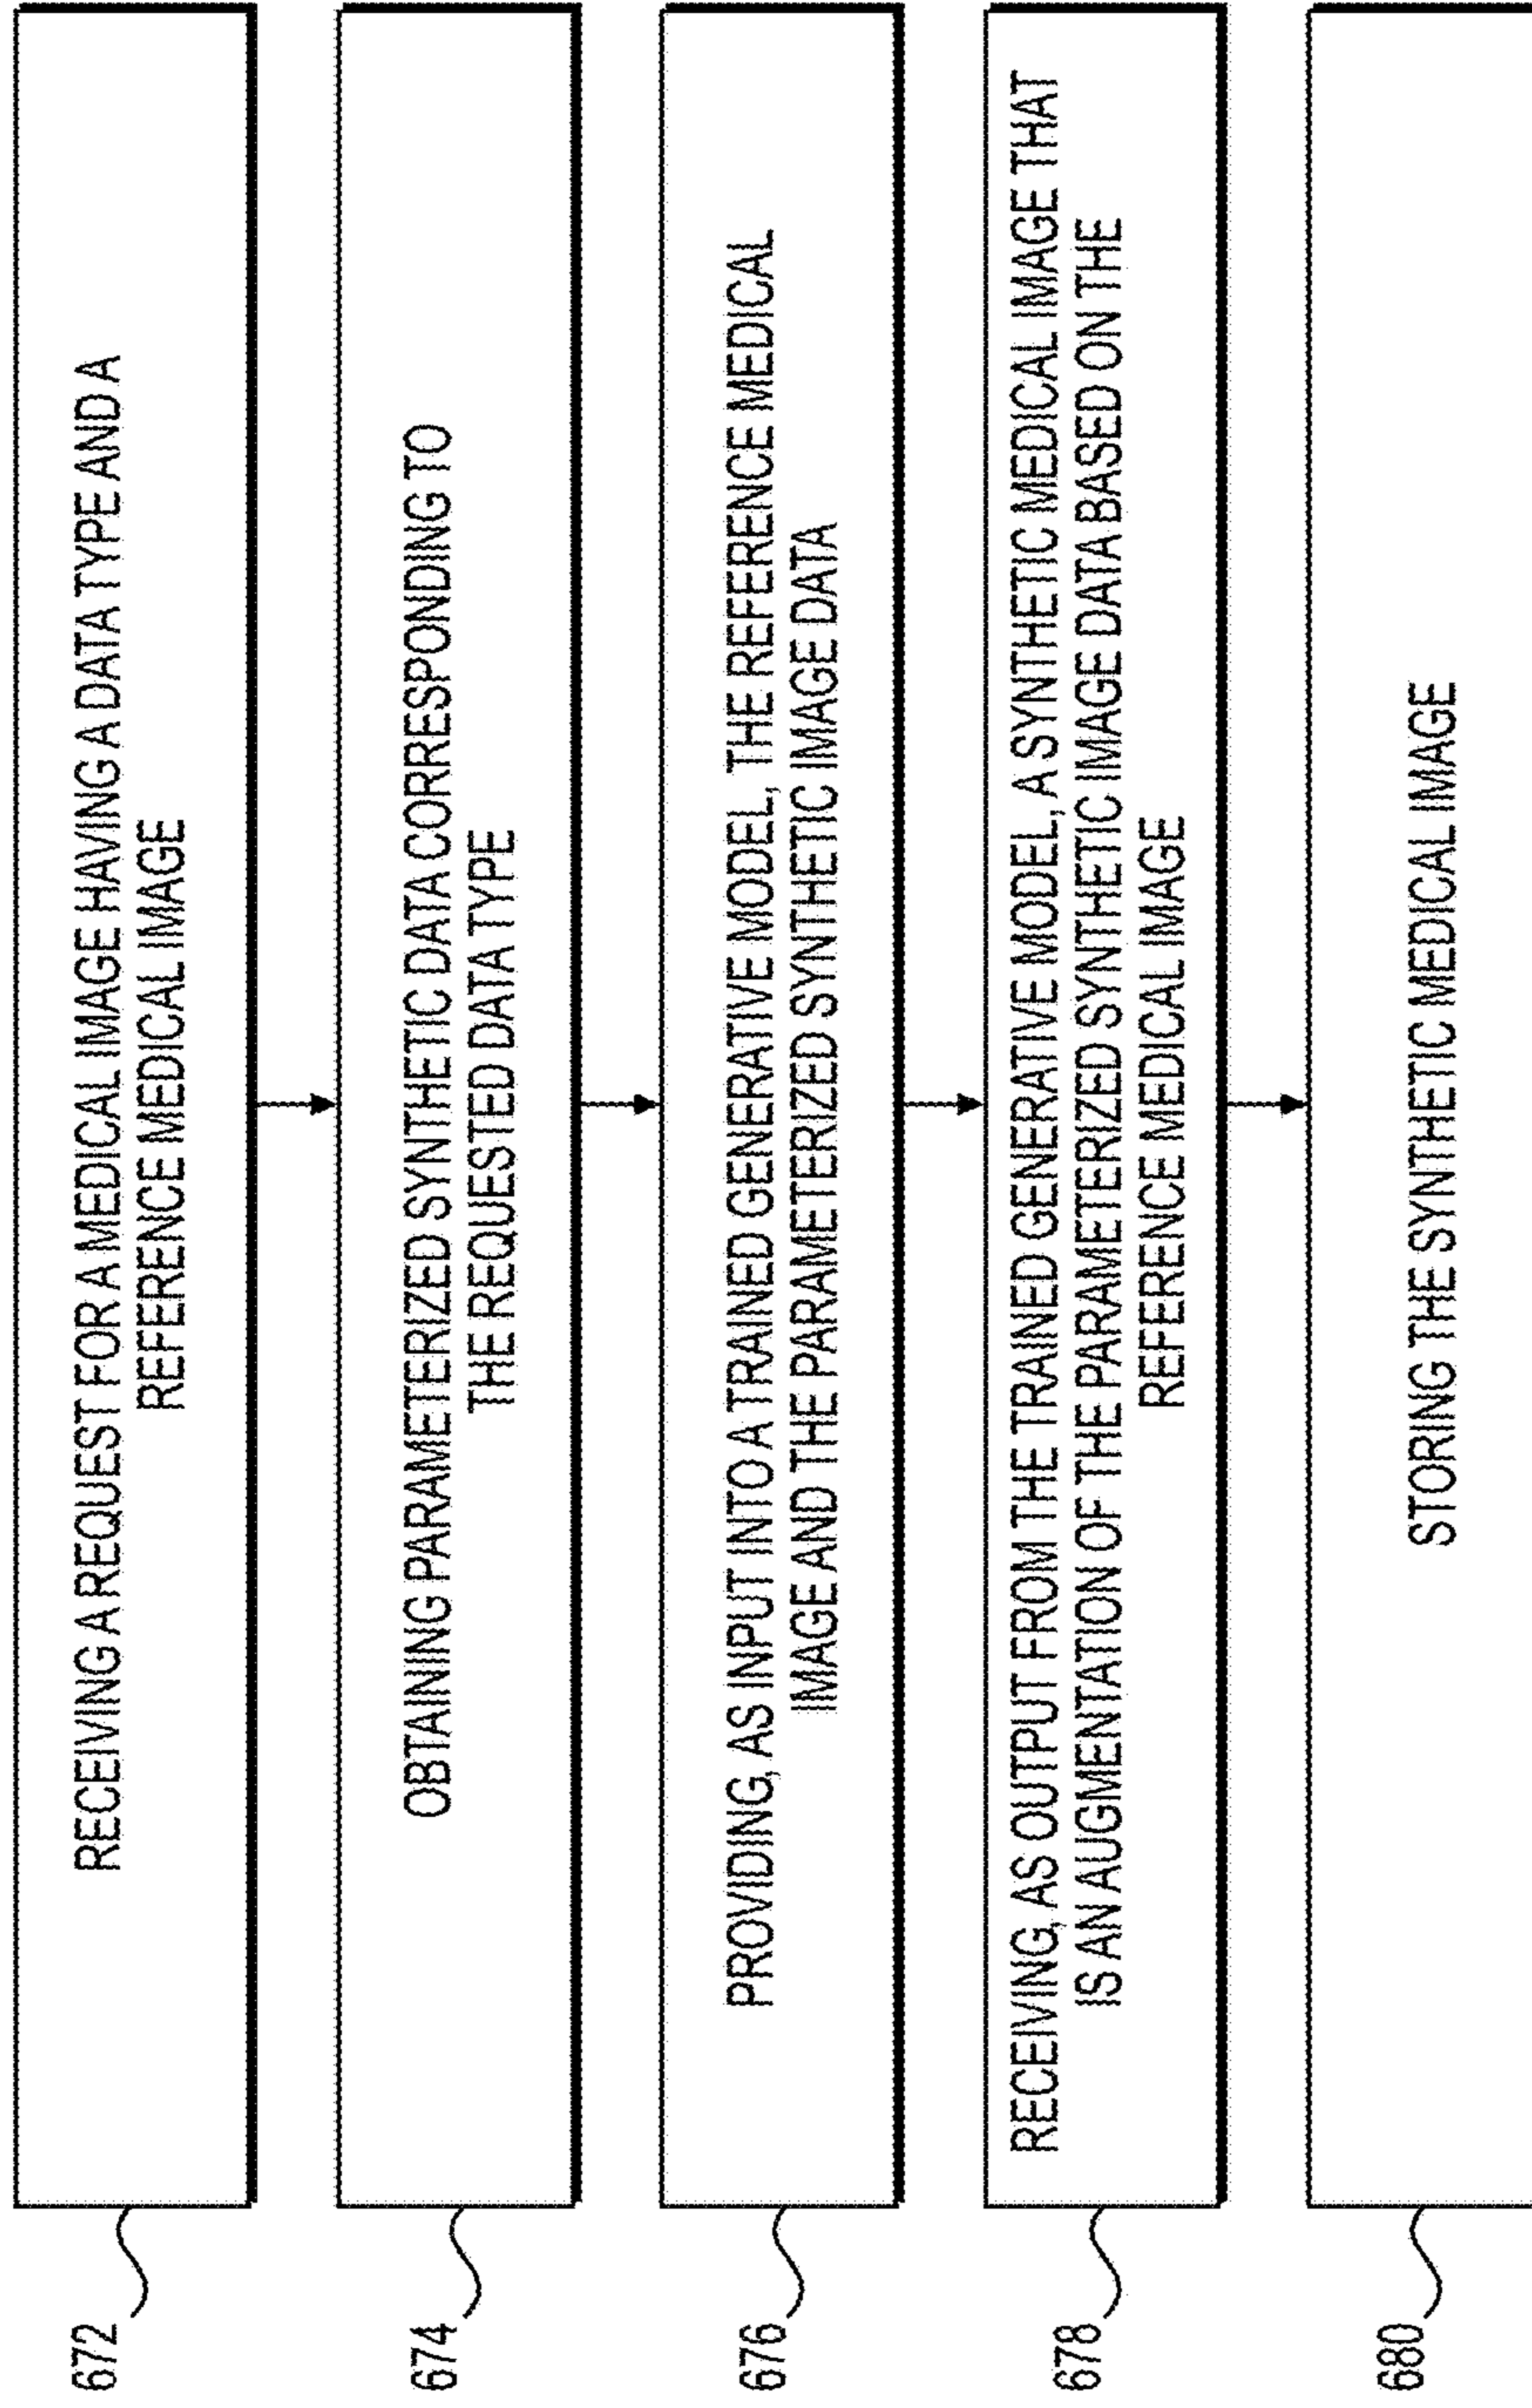 672
RECEIVING A REQUEST FOR A MEDICAL IMAGE HAVING A DATA TYPE AND A
REFERENCE MEDICAL IMAGE
674
OBTAINING PARAMETERIZED SYNTHETIC DATA CORRESPONDING TO
THE REQUESTED DATA TYPE
676
PROVIDING, AS INPUT INTO A TRAINED GENERATIVE MODEL, THE REFERENCE MEDICAL
IMAGE AND THE PARAMETERIZED SYNTHETIC IMAGE DATA
678
RECEIVING, AS OUTPUT FROM THE TRAINED GENERATIVE MODEL, A SYNTHETIC MEDICAL IMAGE THAT
IS AN AUGMENTATION OF THE PARAMETERIZED SYNTHETIC IMAGE DATA BASED ON THE
REFERENCE MEDICAL IMAGE
680
STORING THE SYNTHETIC MEDICAL IMAGE